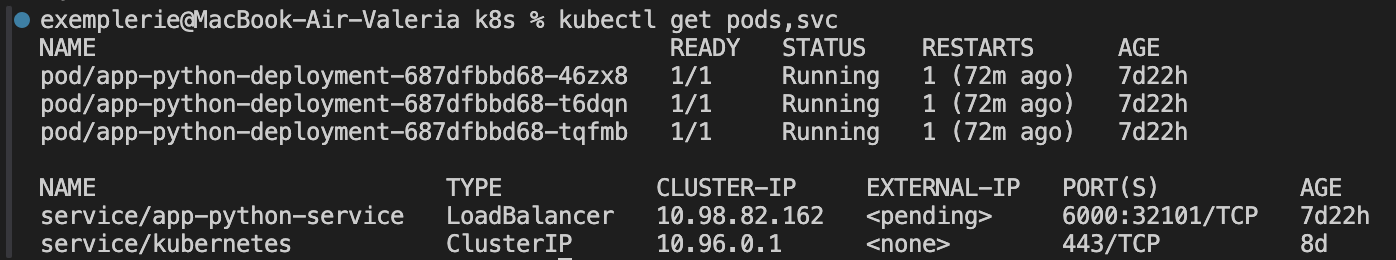 exemplerie@MacBook-Air-Valeria k8s % kubectl get pods,svc
NAME READY STATUS RESTARTS AGE
pod/app-python-deployment-687dfbbd68-46zx8 1/1 Running 1 (72m ago) 7d22h
pod/app-python-deployment-687dfbbd68-t6dqn 1/1 Running 1 (72m ago) 7d22h
pod/app-python-deployment-687dfbbd68-tqfmb 1/1 Running 1 (72m ago) 7d22h
NAME TYPE CLUSTER-IP EXTERNAL-IP PORT(S) AGE
service/app-python-service LoadBalancer 10.98.82.162 <pending> 6000:32101/TCP 7d22h
service/kubernetes ClusterIP 10.96.0.1 <none> 443/TCP 8d